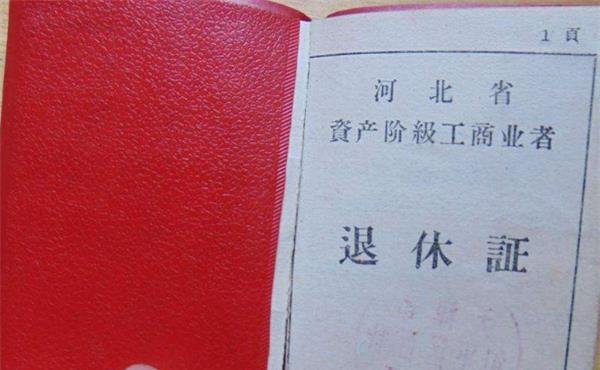 1 頁
河北省
資产阶級工商业者
退休証